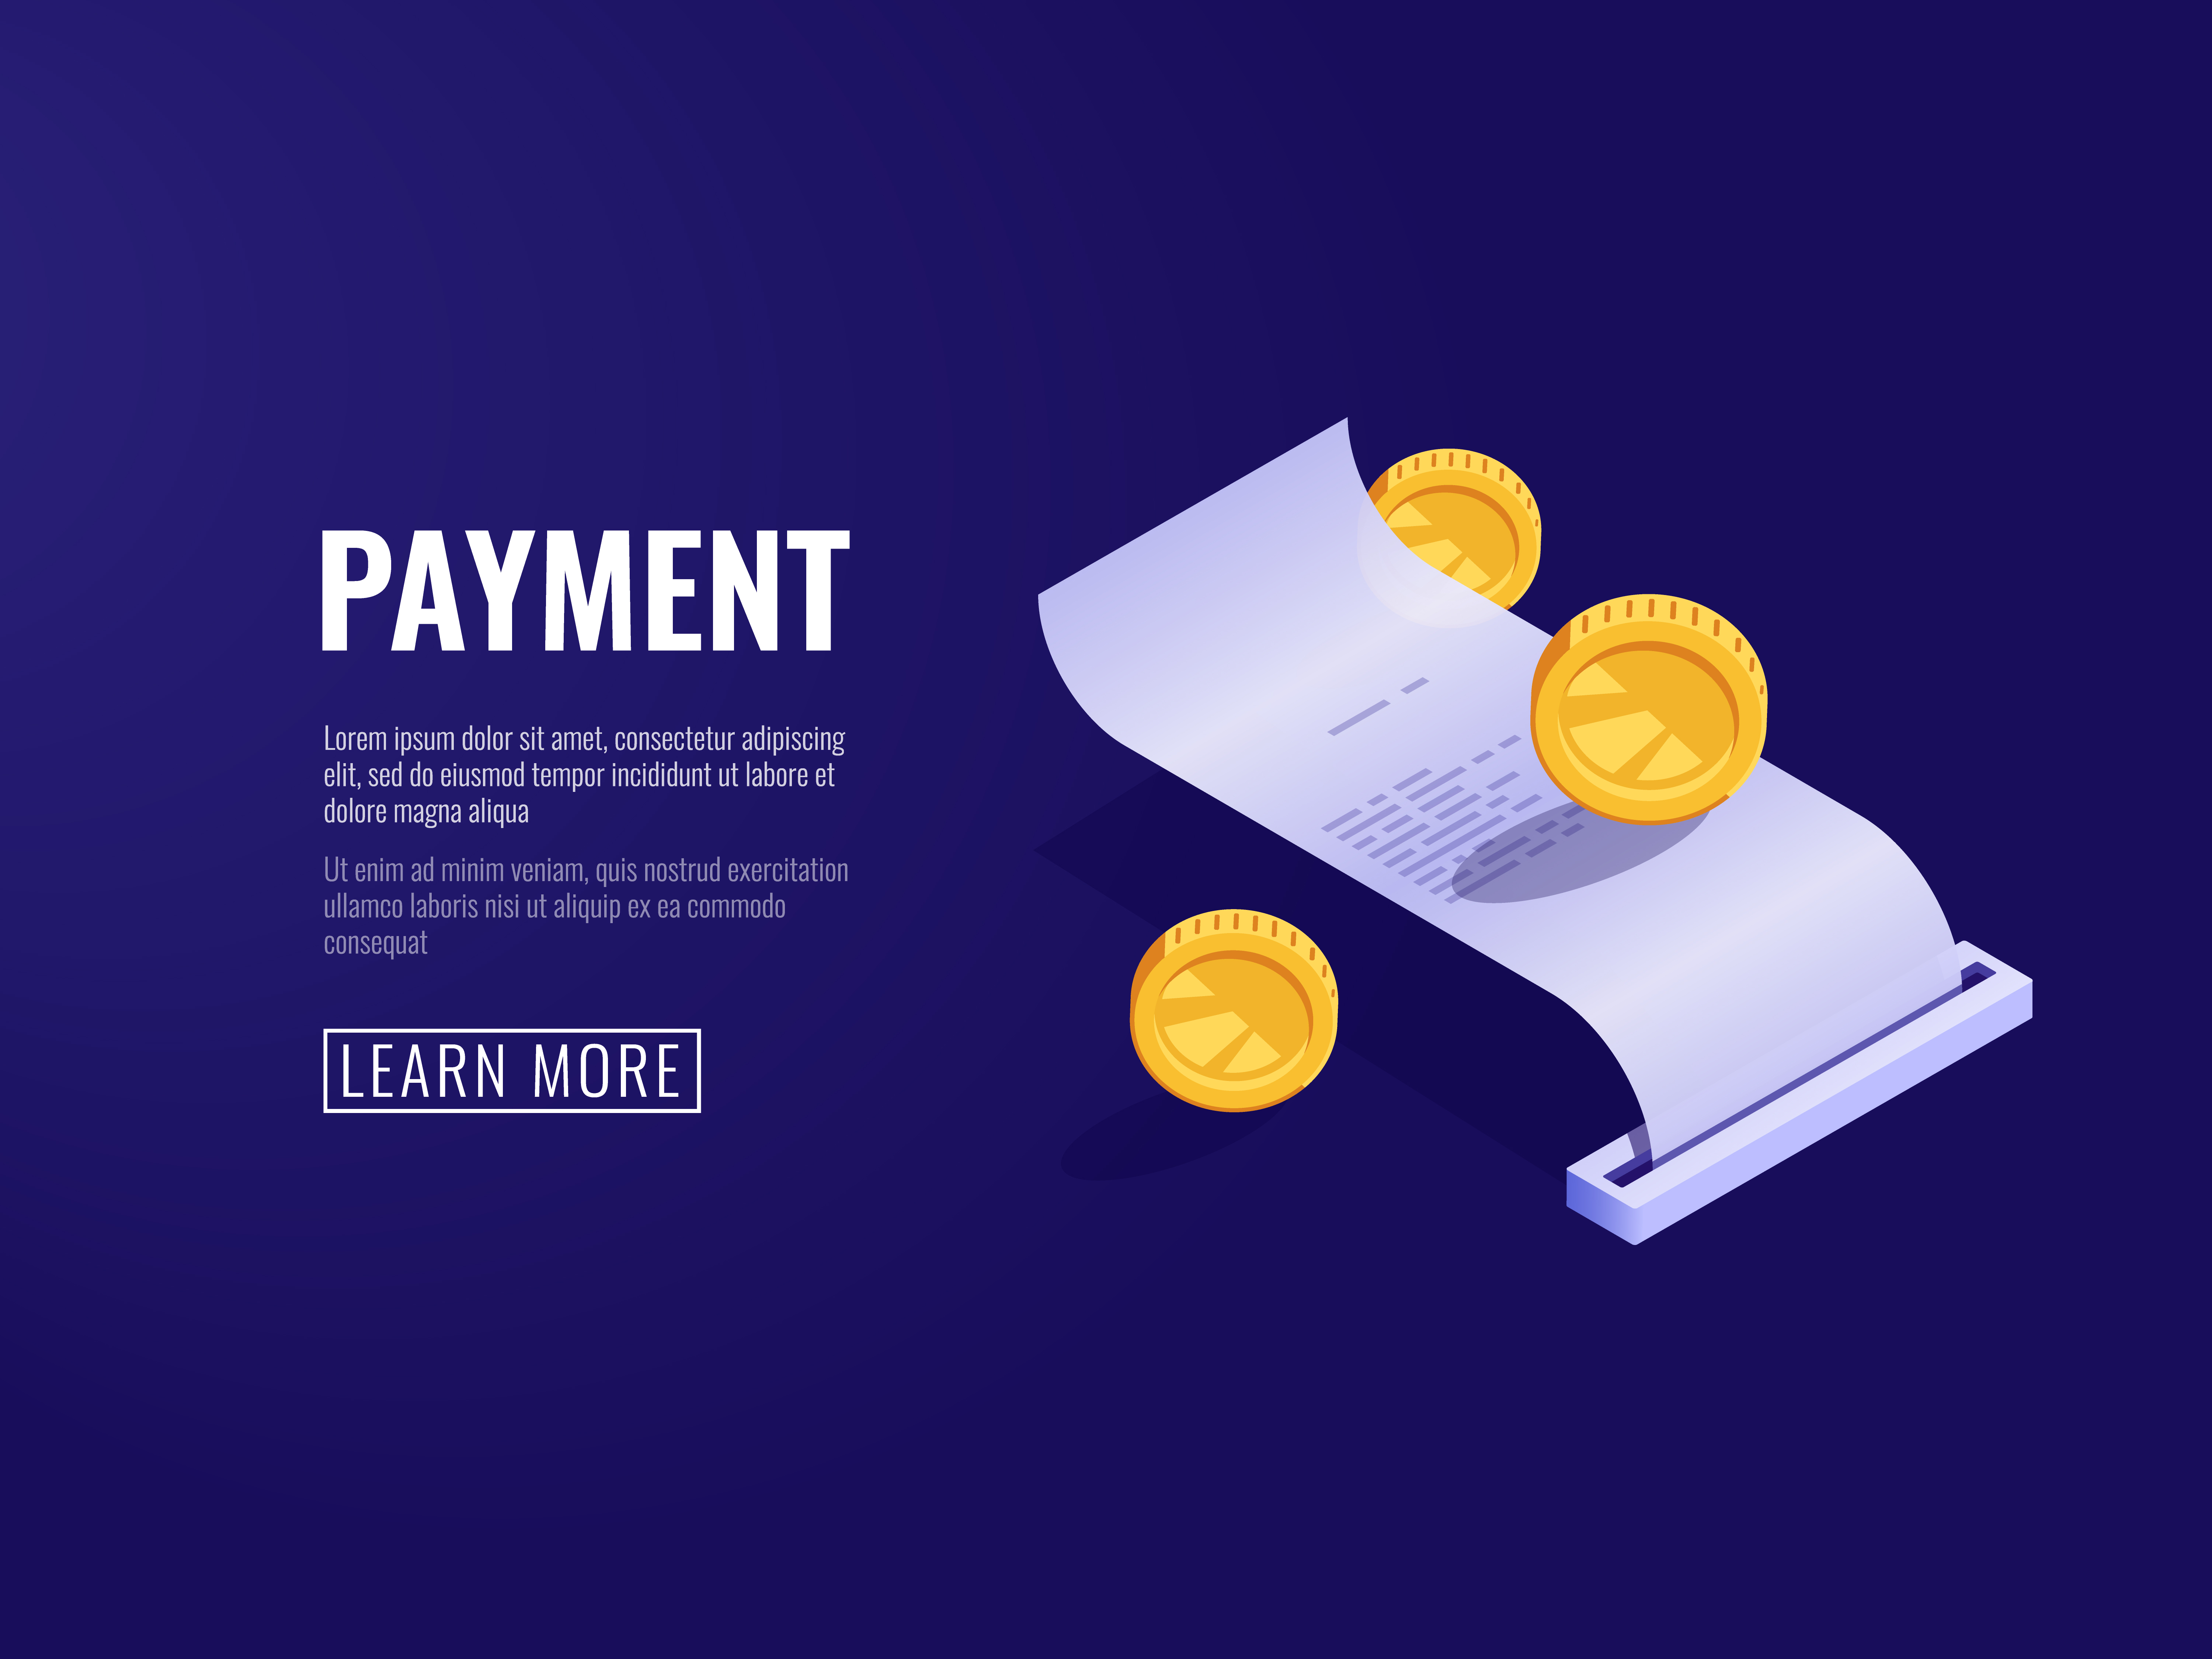 PAYMENT
Lorem ipsum dolor sit amet, consectetur adipiscing
elit, sed do eiusmod tempor incididunt ut labore et
dolore magna aliqua
Ut enim ad minim veniam, quis nostrud exercitation
ullamco laboris nisi ut aliquip ex ea commodo
consequat
LEARN MORE